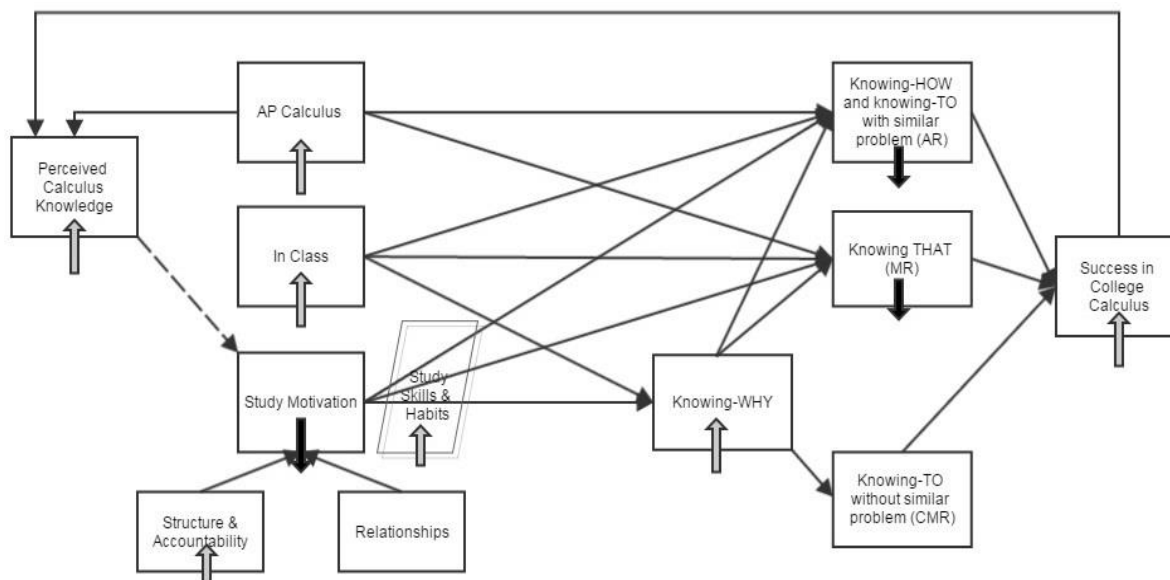 AP Calculus
Knowing-HOW
and knowing-TO
with similar
problem (AR)
Perceived
Calculus
Knowledge
In Class
Knowing THAT
(MR)
Success in
College
Calculus
Study Motivation
Study
Skills &
Habits
Knowing-WHY
Knowing-TO
without similar
problem (CMR)
Structure &
Accountability
Relationships